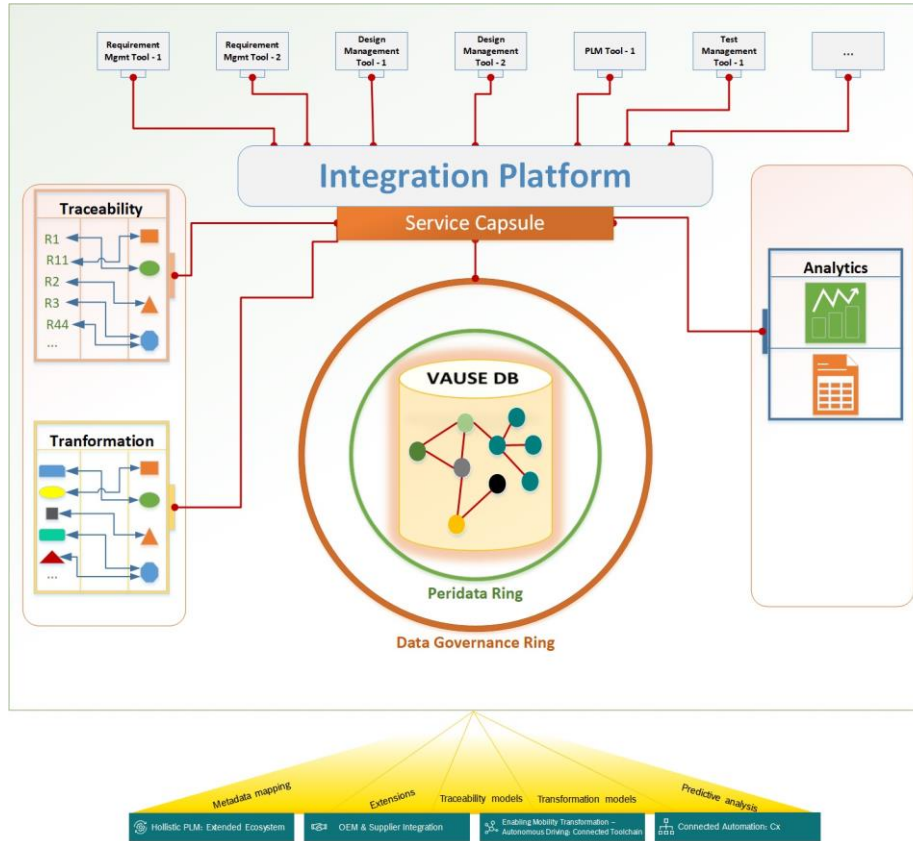 Requirement
Mgmt Tool - 1
Requirement
Mgmt Tool - 2
Design
Management
Tool - 1
Design
Management
Tool - 2
PLM Tool - 1
Test
Management
Tool - 1
...
Integration Platform
Service Capsule
Traceability
R1
R11
R2
R3
R44
...
Tranformation
...
Analytics
VAUSE DB
Peridata Ring
Data Governance Ring
Metadata mapping
Extensions
Traceability models
Transformation models
Predictive analysis
Hollistic PLM: Extended Ecosystem
OEM & Supplier Integration
Enabling Mobility Transformation –
Autonomous Driving: Connected Toolchain
Connected Automation: Cx